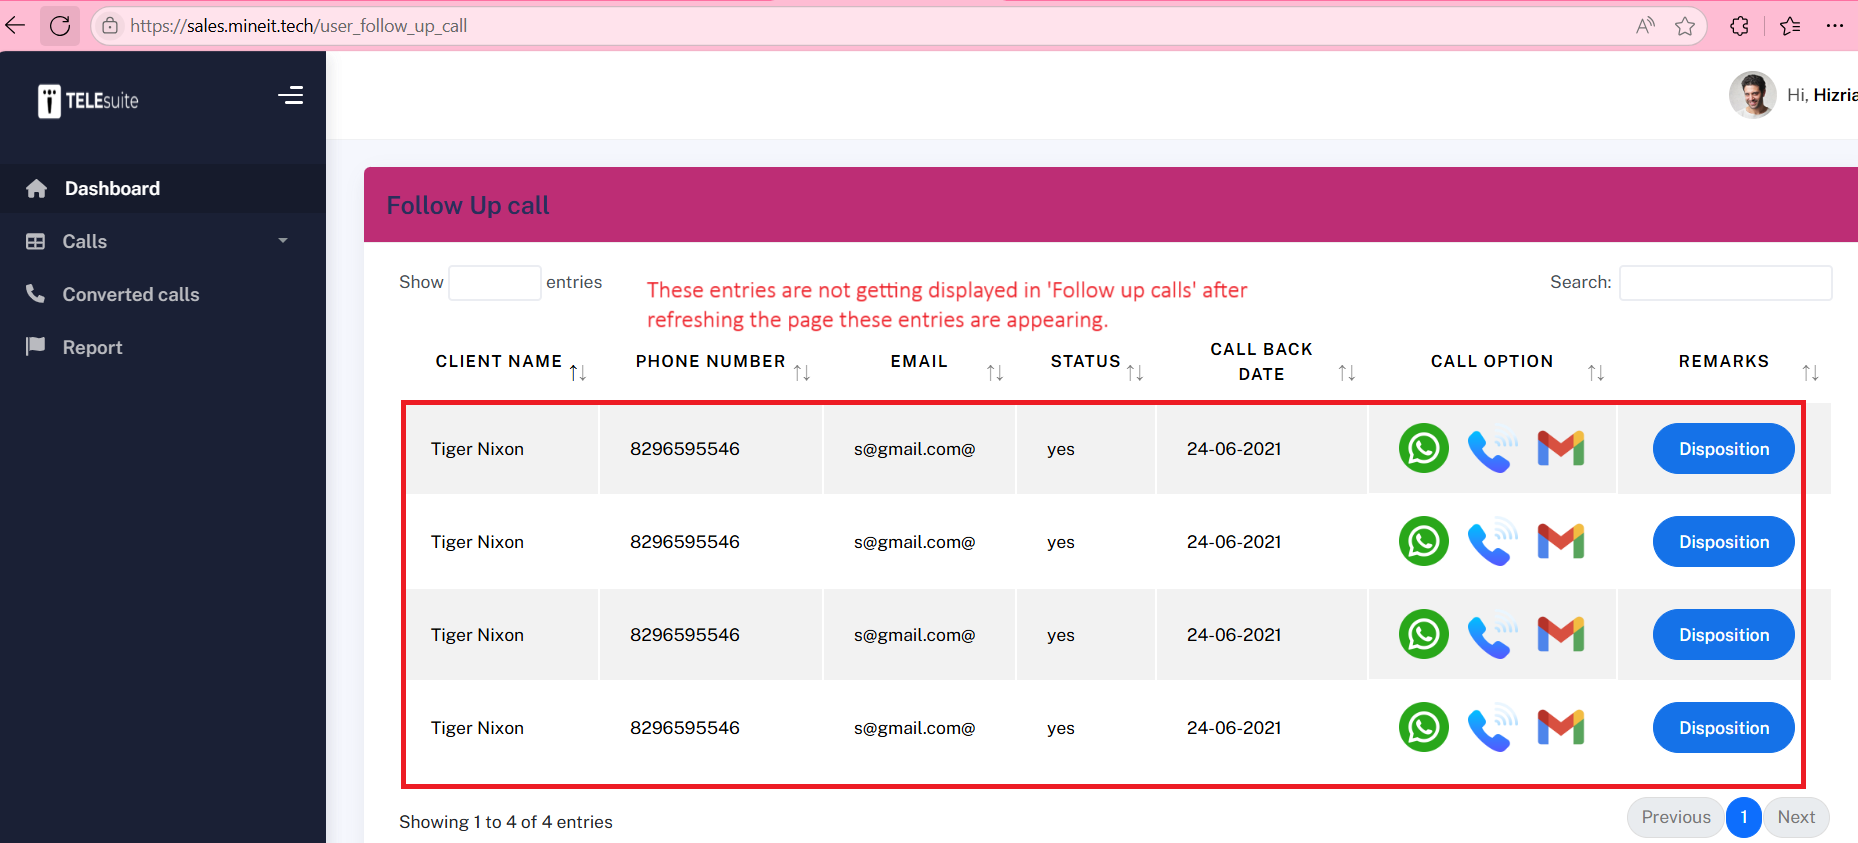 https://sales.mineit.tech/user_follow_up_call
TELEsuite
Hi, Hizria
Dashboard
Calls
Converted calls
Report
Follow Up call
Show entries
Search:
These entries are not getting displayed in 'Follow up calls' after
refreshing the page these entries are appearing.
CLIENT NAME PHONE NUMBER EMAIL STATUS CALL BACK DATE CALL OPTION REMARKS
Tiger Nixon 8296595546 s@gmail.com@ yes 24-06-2021 Disposition
Tiger Nixon 8296595546 s@gmail.com@ yes 24-06-2021 Disposition
Tiger Nixon 8296595546 s@gmail.com@ yes 24-06-2021 Disposition
Tiger Nixon 8296595546 s@gmail.com@ yes 24-06-2021 Disposition
Showing 1 to 4 of 4 entries
Previous 1 Next